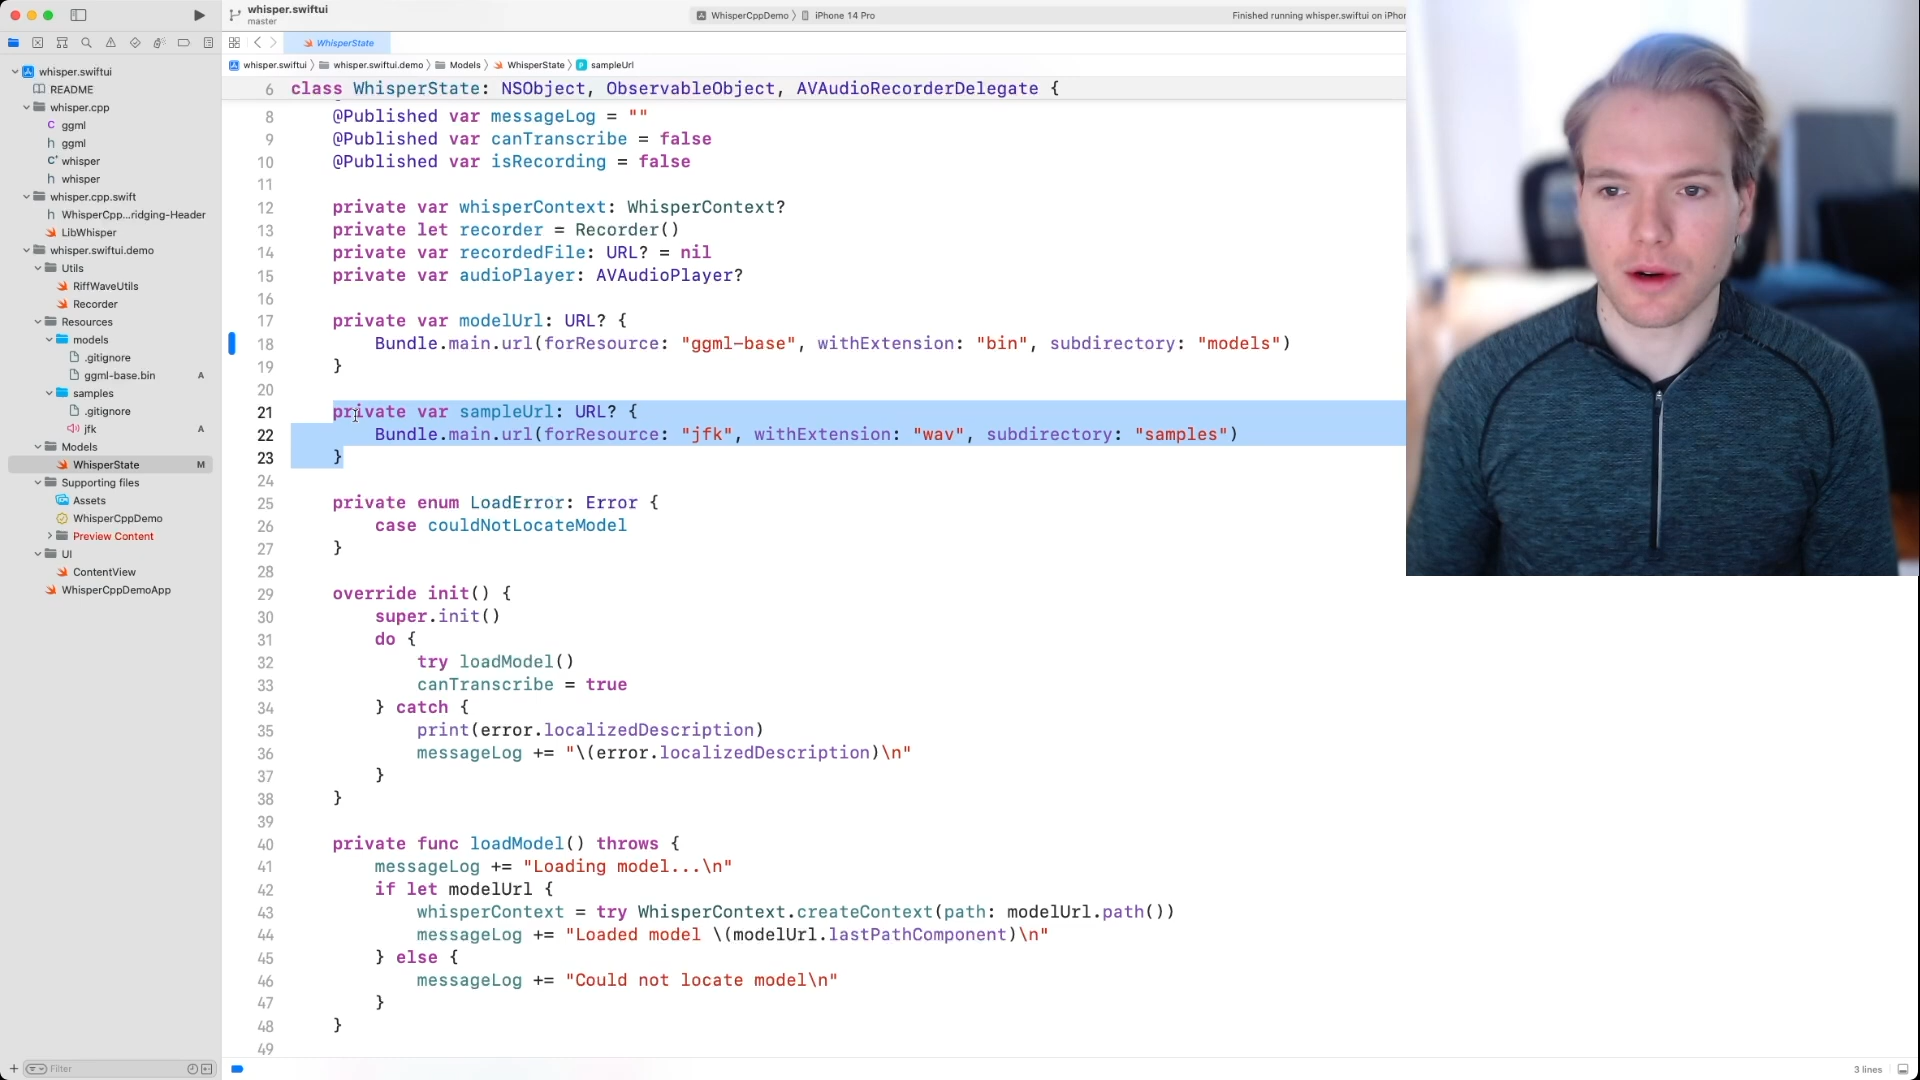 whisper.swiftui
master
WhisperCppDemo
iPhone 14 Pro
Finished running whisper.swiftui on iPhor
WhisperState
whisper.swiftui
whisper.swiftui.demo
Models
WhisperState
sampleUrl
whisper.swiftui
README
whisper.cpp
C ggml
h ggml
C+ whisper
h whisper
whisper.cpp.swift
h WhisperCpp...ridging-Header
LibWhisper
whisper.swiftui.demo
Utils
RiffWaveUtils
Recorder
Resources
models
.gitignore
ggml-base.bin A
samples
.gitignore
jfk A
Models
WhisperState M
Supporting files
Assets
WhisperCppDemo
Preview Content
UI
ContentView
WhisperCppDemoApp
Filter
6 class WhisperState: NSObject, ObservableObject, AVAudioRecorderDelegate {
8 @Published var messageLog = ""
9 @Published var canTranscribe = false
10 @Published var isRecording = false
11
12 private var whisperContext: WhisperContext?
13 private let recorder = Recorder()
14 private var recordedFile: URL? = nil
15 private var audioPlayer: AVAudioPlayer?
16
17 private var modelUrl: URL? {
18 Bundle.main.url(forResource: "ggml-base", withExtension: "bin", subdirectory: "models")
19 }
20
21 private var sampleUrl: URL? {
22 Bundle.main.url(forResource: "jfk", withExtension: "wav", subdirectory: "samples")
23 }
24
25 private enum LoadError: Error {
26 case couldNotLocateModel
27 }
28
29 override init() {
30 super.init()
31 do {
32 try loadModel()
33 canTranscribe = true
34 } catch {
35 print(error.localizedDescription)
36 messageLog += "\(error.localizedDescription)\n"
37 }
38 }
39
40 private func loadModel() throws {
41 messageLog += "Loading model...\n"
42 if let modelUrl {
43 whisperContext = try WhisperContext.createContext(path: modelUrl.path())
44 messageLog += "Loaded model \(modelUrl.lastPathComponent)\n"
45 } else {
46 messageLog += "Could not locate model\n"
47 }
48 }
49
3 lines